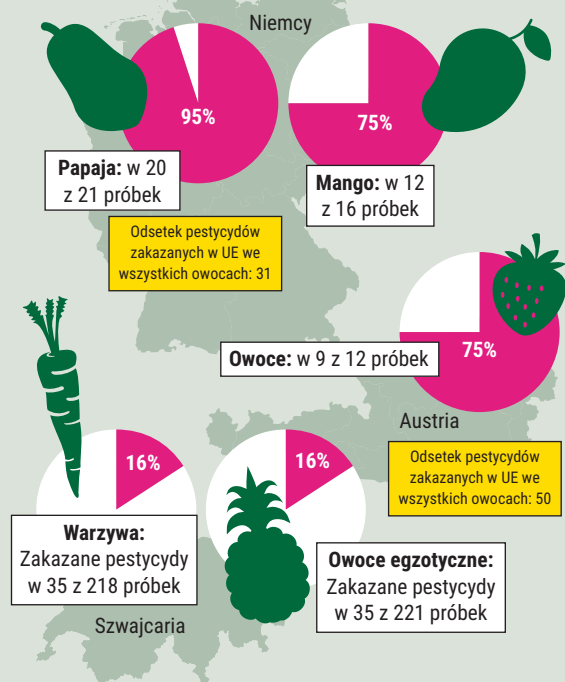 Niemcy
95%
Papaja: w 20
z 21 próbek
75%
Mango: w 12
z 16 próbek
Odsetek pestycydów
zakazanych w UE we
wszystkich owocach: 31
Owoce: w 9 z 12 próbek
75%
Austria
Odsetek pestycydów
zakazanych w UE we
wszystkich owocach: 50
16%
Warzywa:
Zakazane pestycydy
w 35 z 218 próbek
16%
Owoce egzotyczne:
Zakazane pestycydy
w 35 z 221 próbek
Szwajcaria